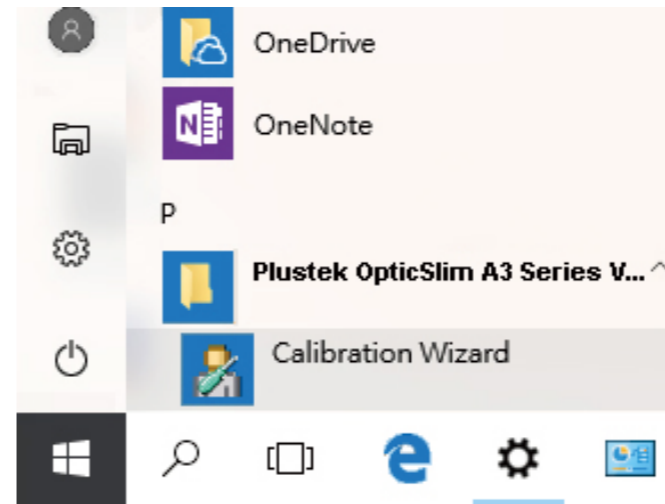 OneDrive
OneNote
P
Plustek OpticSlim A3 Series V...
Calibration Wizard